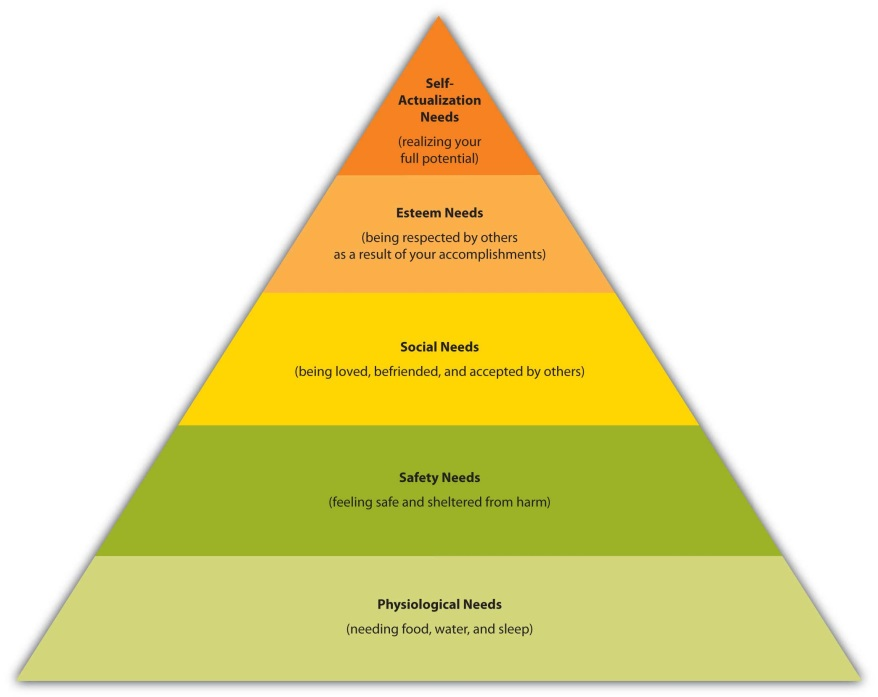 Self-
Actualization
Needs
(realizing your
full potential)
Esteem Needs
(being respected by others
as a result of your accomplishments)
Social Needs
(being loved, befriended, and accepted by others)
Safety Needs
(feeling safe and sheltered from harm)
Physiological Needs
(needing food, water, and sleep)